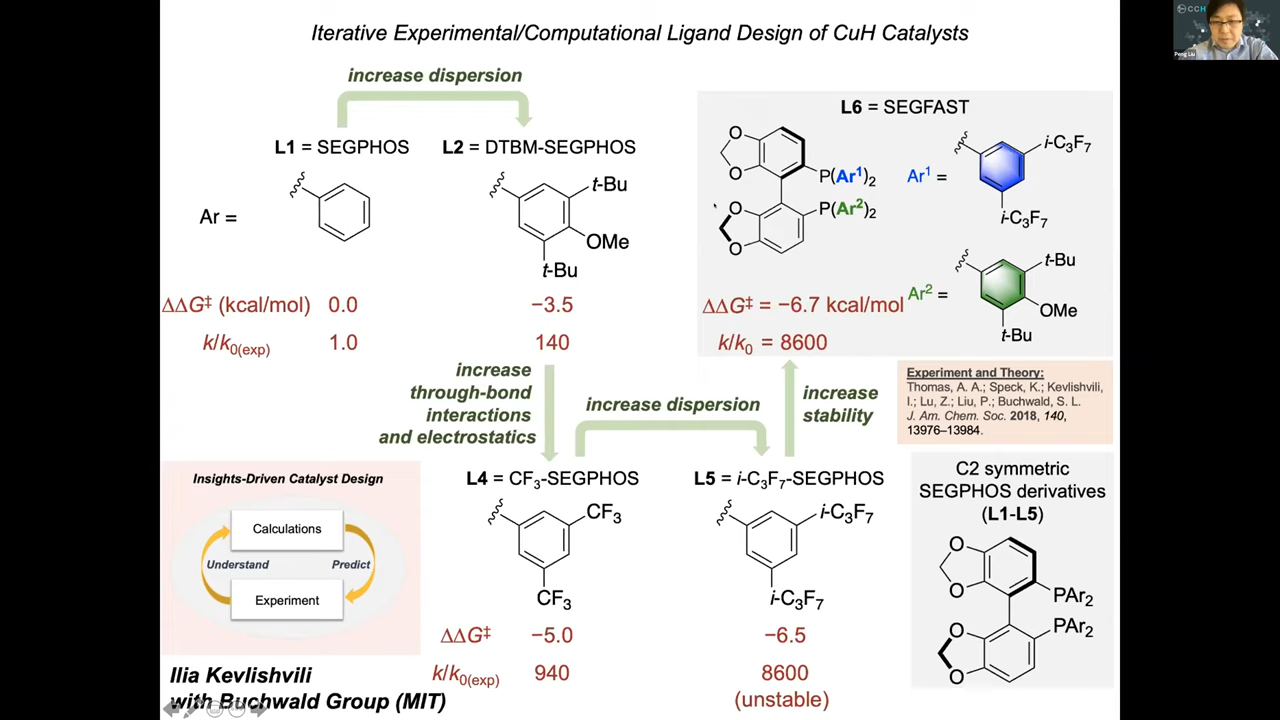 Iterative Experimental/Computational Ligand Design of CuH Catalysts
CCH
Peng Liu
increase dispersion
L1 = SEGPHOS
L2 = DTBM-SEGPHOS
Ar =
t-Bu
OMe
t-Bu
ΔΔG‡ (kcal/mol)
0.0
−3.5
k/k0(exp)
1.0
140
L6 = SEGFAST
O
O
P(Ar1)2
O
O
P(Ar2)2
Ar1 =
i-C3F7
i-C3F7
Ar2 =
t-Bu
OMe
t-Bu
ΔΔG‡ = −6.7 kcal/mol
k/k0 = 8600
increase
through-bond
interactions
and electrostatics
increase dispersion
increase
stability
Experiment and Theory:
Thomas, A. A.; Speck, K.; Kevlishvili,
I.; Lu, Z.; Liu, P.; Buchwald, S. L.
J. Am. Chem. Soc. 2018, 140,
13976–13984.
Insights-Driven Catalyst Design
Calculations
Understand
Predict
Experiment
L4 = CF3-SEGPHOS
CF3
CF3
L5 = i-C3F7-SEGPHOS
i-C3F7
i-C3F7
ΔΔG‡
−5.0
−6.5
k/k0(exp)
940
8600
(unstable)
C2 symmetric
SEGPHOS derivatives
(L1-L5)
O
O
PAr2
O
O
PAr2
Ilia Kevlishvili
with Buchwald Group (MIT)